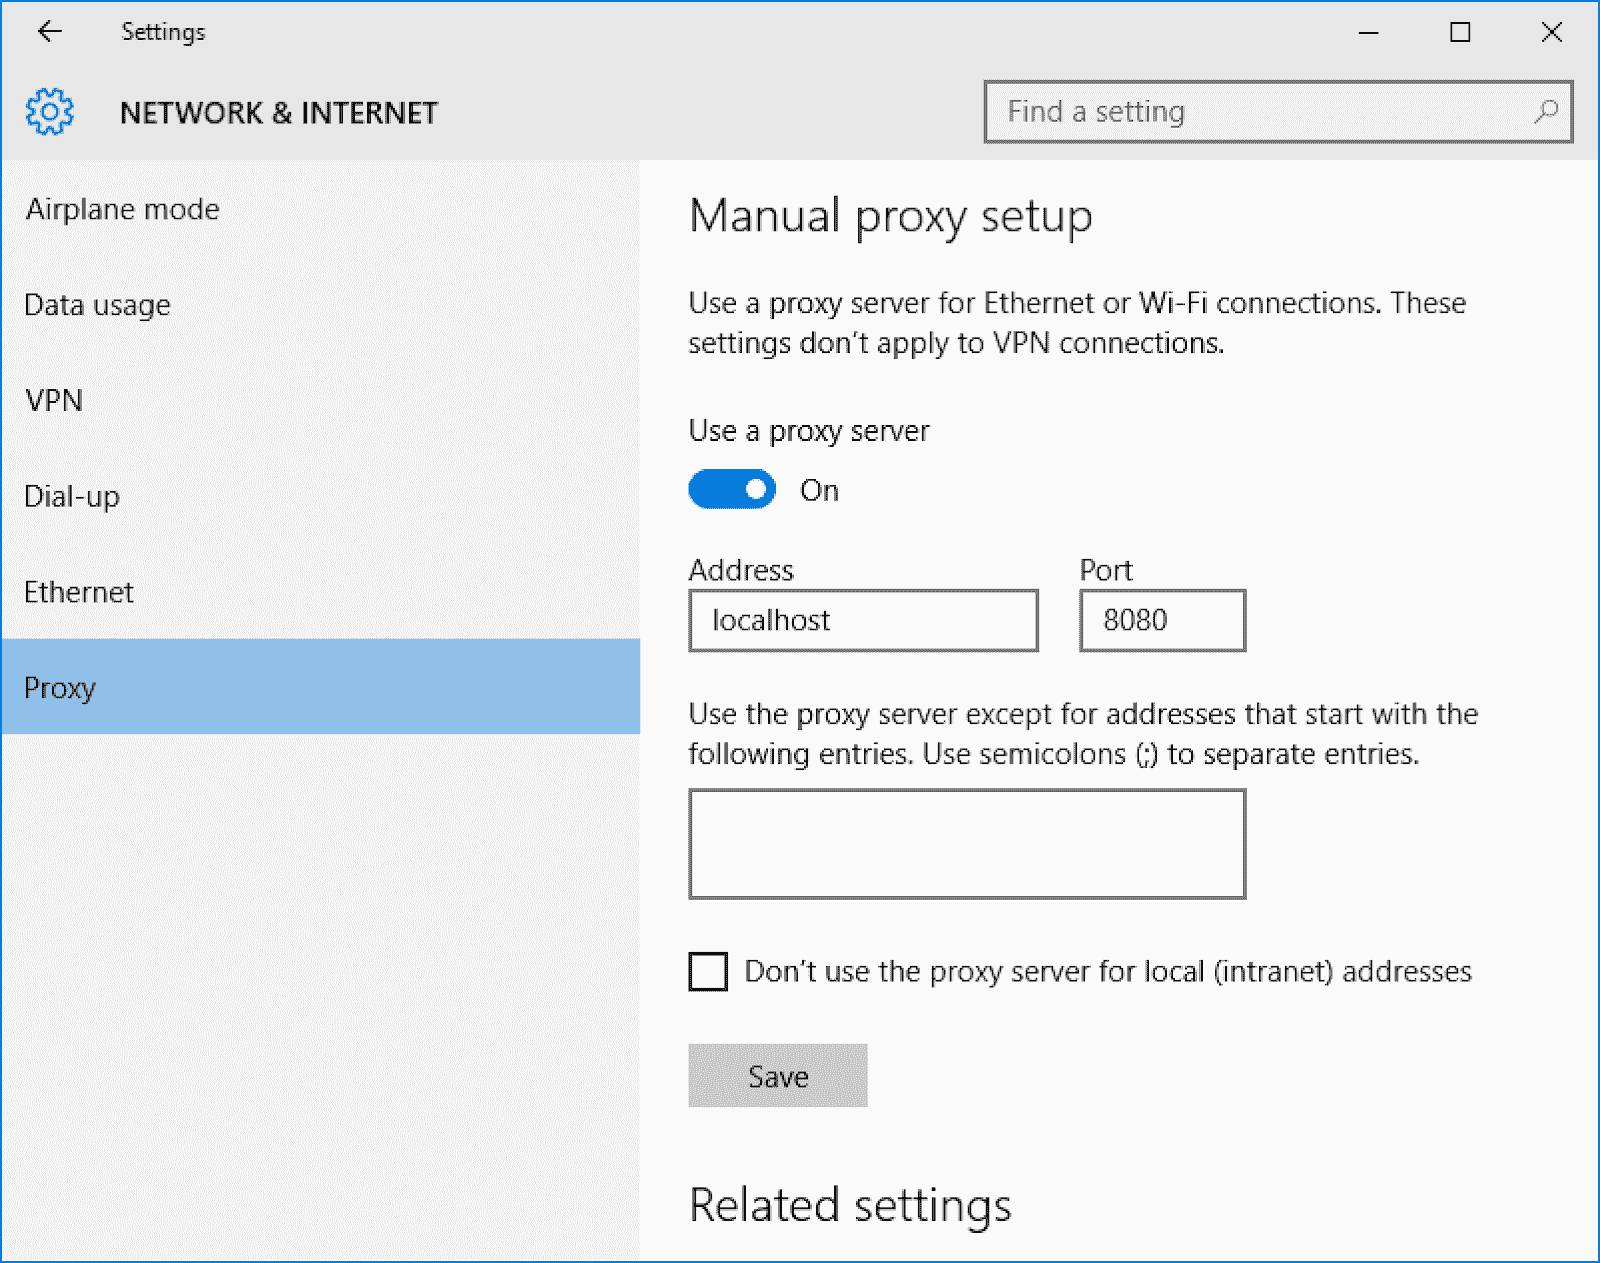 Settings
NETWORK & INTERNET
Find a setting
Airplane mode
Data usage
VPN
Dial-up
Ethernet
Proxy
Manual proxy setup
Use a proxy server for Ethernet or Wi-Fi connections. These
settings don't apply to VPN connections.
Use a proxy server
On
Address
Port
localhost
8080
Use the proxy server except for addresses that start with the
following entries. Use semicolons (;) to separate entries.
Don't use the proxy server for local (intranet) addresses
Save
Related settings